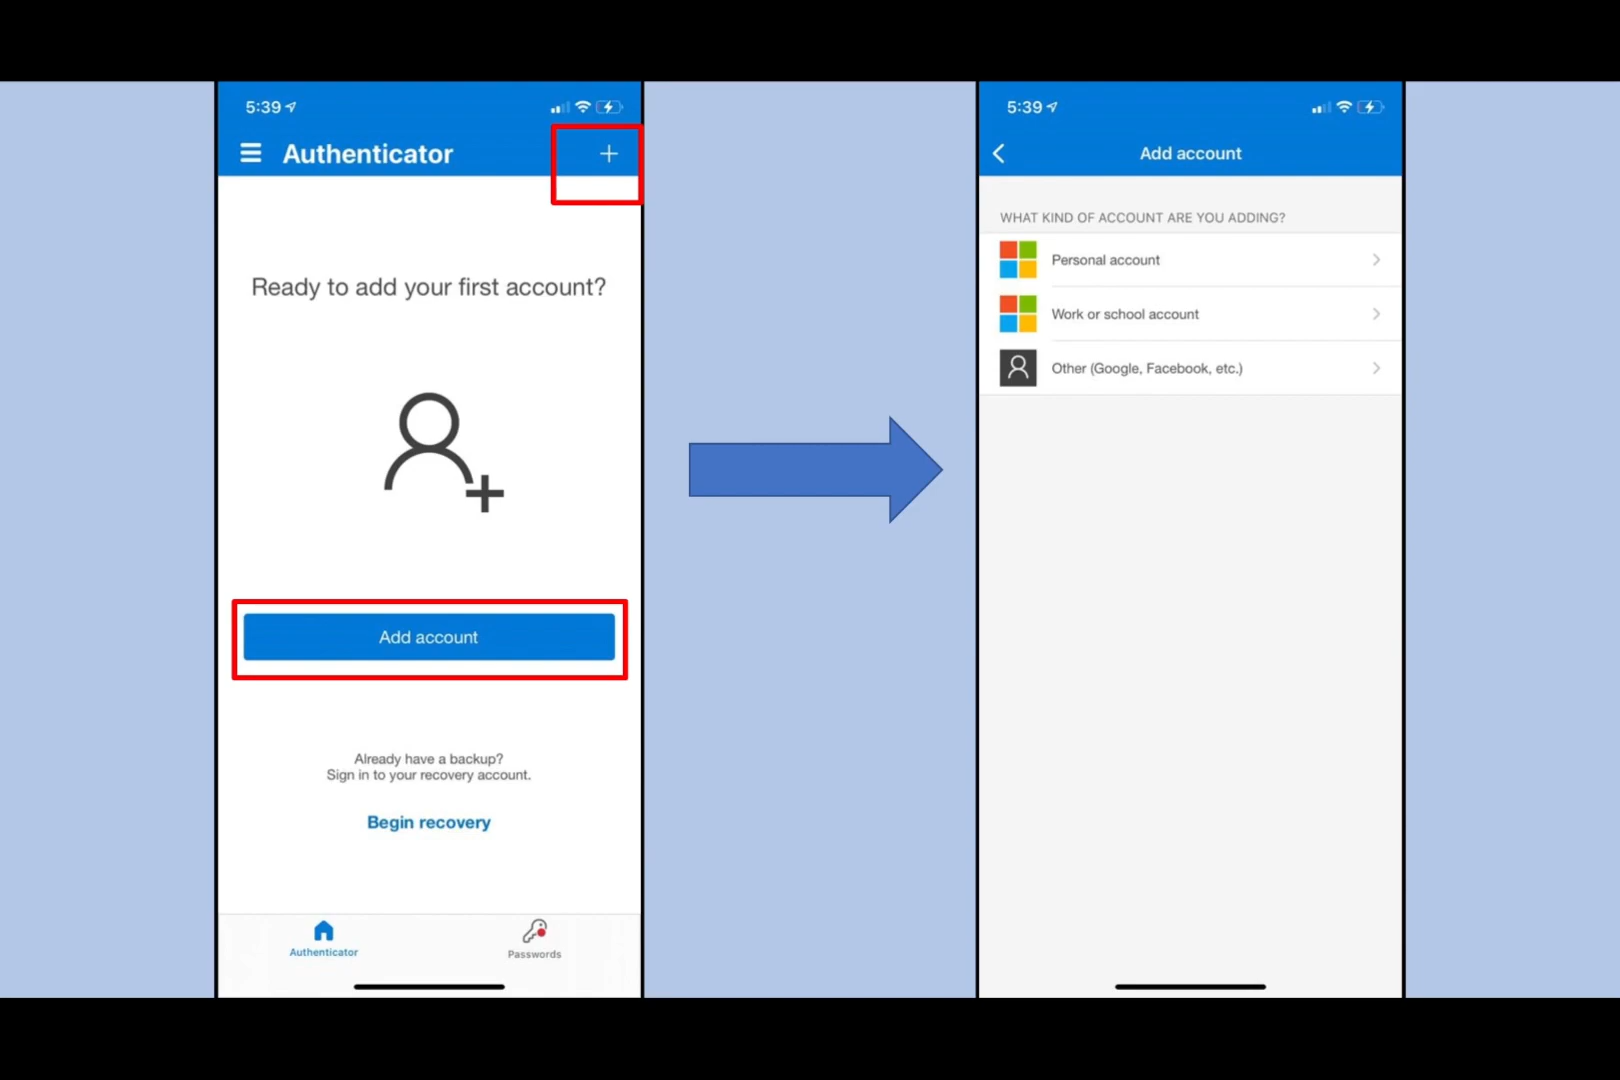 5:39
Authenticator
Ready to add your first account?
Add account
Already have a backup?
Sign in to your recovery account.
Begin recovery
Authenticator
Passwords
5:39
Add account
WHAT KIND OF ACCOUNT ARE YOU ADDING?
Personal account
Work or school account
Other (Google, Facebook, etc.)